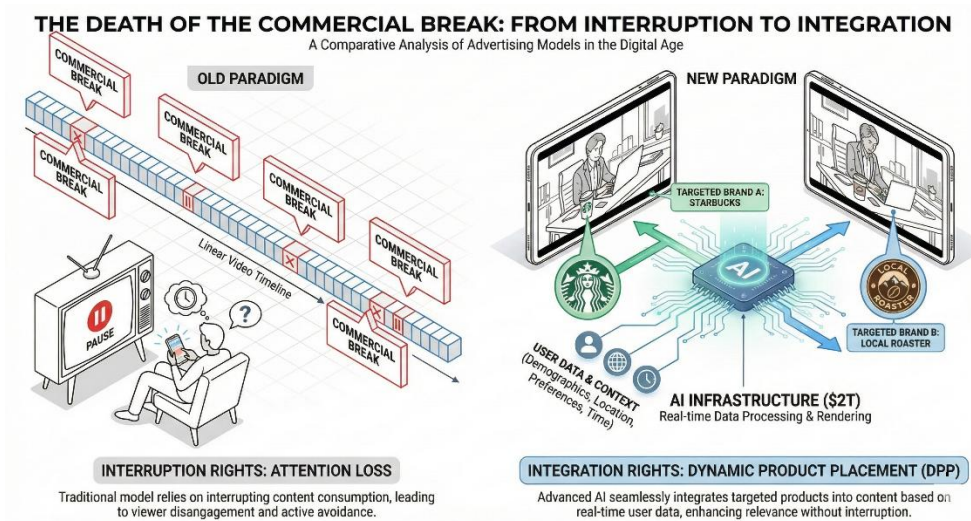 THE DEATH OF THE COMMERCIAL BREAK: FROM INTERRUPTION TO INTEGRATION
A Comparative Analysis of Advertising Models in the Digital Age
OLD PARADIGM
COMMERCIAL
BREAK
COMMERCIAL
BREAK
COMMERCIAL
BREAK
COMMERCIAL
BREAK
COMMERCIAL
BREAK
COMMERCIAL
BREAK
Linear Video Timeline
PAUSE
?
INTERRUPTION RIGHTS: ATTENTION LOSS
Traditional model relies on interrupting content consumption, leading
to viewer disengagement and active avoidance.
NEW PARADIGM
TARGETED BRAND A:
STARBUCKS
AI
LOCAL
ROASTER
TARGETED BRAND B:
LOCAL ROASTER
USER DATA & CONTEXT
(Demographics, Location,
Preferences, Time)
AI INFRASTRUCTURE ($2T)
Real-time Data Processing & Rendering
INTEGRATION RIGHTS: DYNAMIC PRODUCT PLACEMENT (DPP)
Advanced AI seamlessly integrates targeted products into content based on
real-time user data, enhancing relevance without interruption.